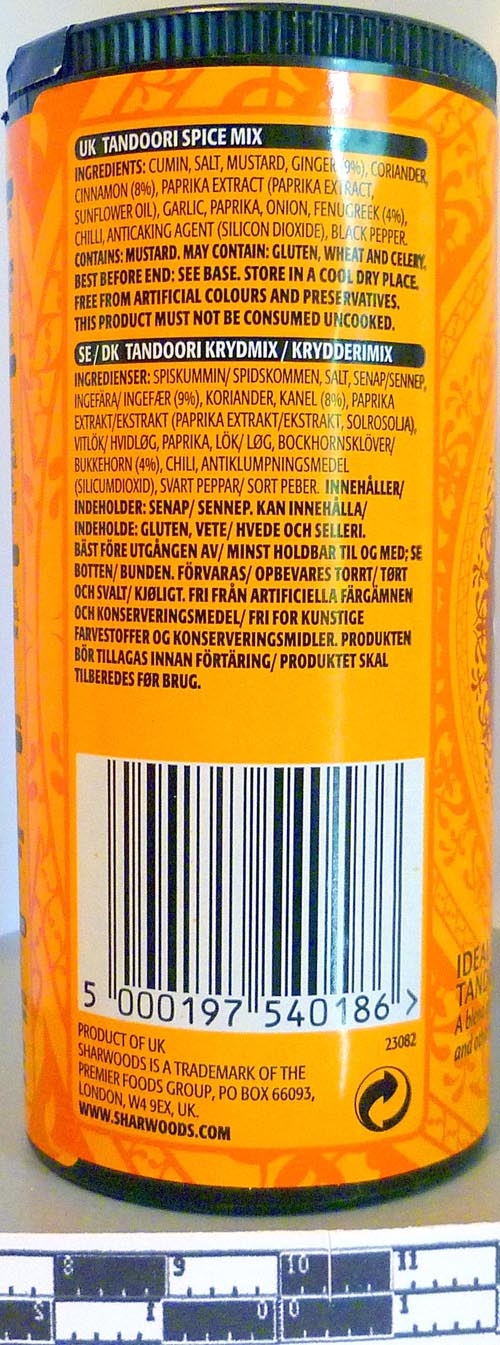 UK TANDOORI SPICE MIX
INGREDIENTS: CUMIN, SALT, MUSTARD, GINGER (9%), CORIANDER,
CINNAMON (8%), PAPRIKA EXTRACT (PAPRIKA EXTRACT,
SUNFLOWER OIL), GARLIC, PAPRIKA, ONION, FENUGREEK (4%),
CHILLI, ANTICAKING AGENT (SILICON DIOXIDE), BLACK PEPPER.
CONTAINS: MUSTARD. MAY CONTAIN: GLUTEN, WHEAT AND CELERY.
BEST BEFORE END: SEE BASE. STORE IN A COOL DRY PLACE.
FREE FROM ARTIFICIAL COLOURS AND PRESERVATIVES.
THIS PRODUCT MUST NOT BE CONSUMED UNCOOKED.
SE/DK TANDOORI KRYDMIX / KRYDDERIMIX
INGREDIENSER: SPISKUMMIN/ SPIDSKOMMEN, SALT, SENAP/SENNEP,
INGEFÄRA/ INGEFÆR (9%), KORIANDER, KANEL (8%), PAPRIKA
EXTRAKT/EKSTRAKT (PAPRIKA EXTRAKT/EKSTRAKT, SOLROSOLJA),
VITLÖK/ HVIDLØG, PAPRIKA, LÖK/ LØG, BOCKHORNSKLÖVER/
BUKKEHORN (4%), CHILI, ANTIKLUMPNINGSMEDEL
(SILICUMDIOXID), SVART PEPPAR/ SORT PEBER. INNEHÅLLER/
INDEHOLDER: SENAP/ SENNEP. KAN INNEHÅLLA/
INDEHOLDE: GLUTEN, VETE/ HVEDE OCH SELLERI.
BÄST FÖRE UTGÅNGEN AV/ MINST HOLDBAR TIL OG MED; SE
BOTTEN/ BUNDEN. FÖRVARAS/ OPBEVARES TORRT/ TØRT
OCH SVALT/ KJØLIGT. FRI FRÅN ARTIFICIELLA FÄRGÄMNEN
OCH KONSERVERINGSMEDEL/ FRI FOR KUNSTIGE
FARVESTOFFER OG KONSERVERINGSMIDLER. PRODUKTEN
BÖR TILLAGAS INNAN FÖRTÄRING/ PRODUKTET SKAL
TILBEREDES FØR BRUG.
5 000197 540186 >
23082
PRODUCT OF UK
SHARWOODS IS A TRADEMARK OF THE
PREMIER FOODS GROUP, PO BOX 66093,
LONDON, W4 9EX, UK.
WWW.SHARWOODS.COM
A
and
8 9 10 11
1 0 0 1